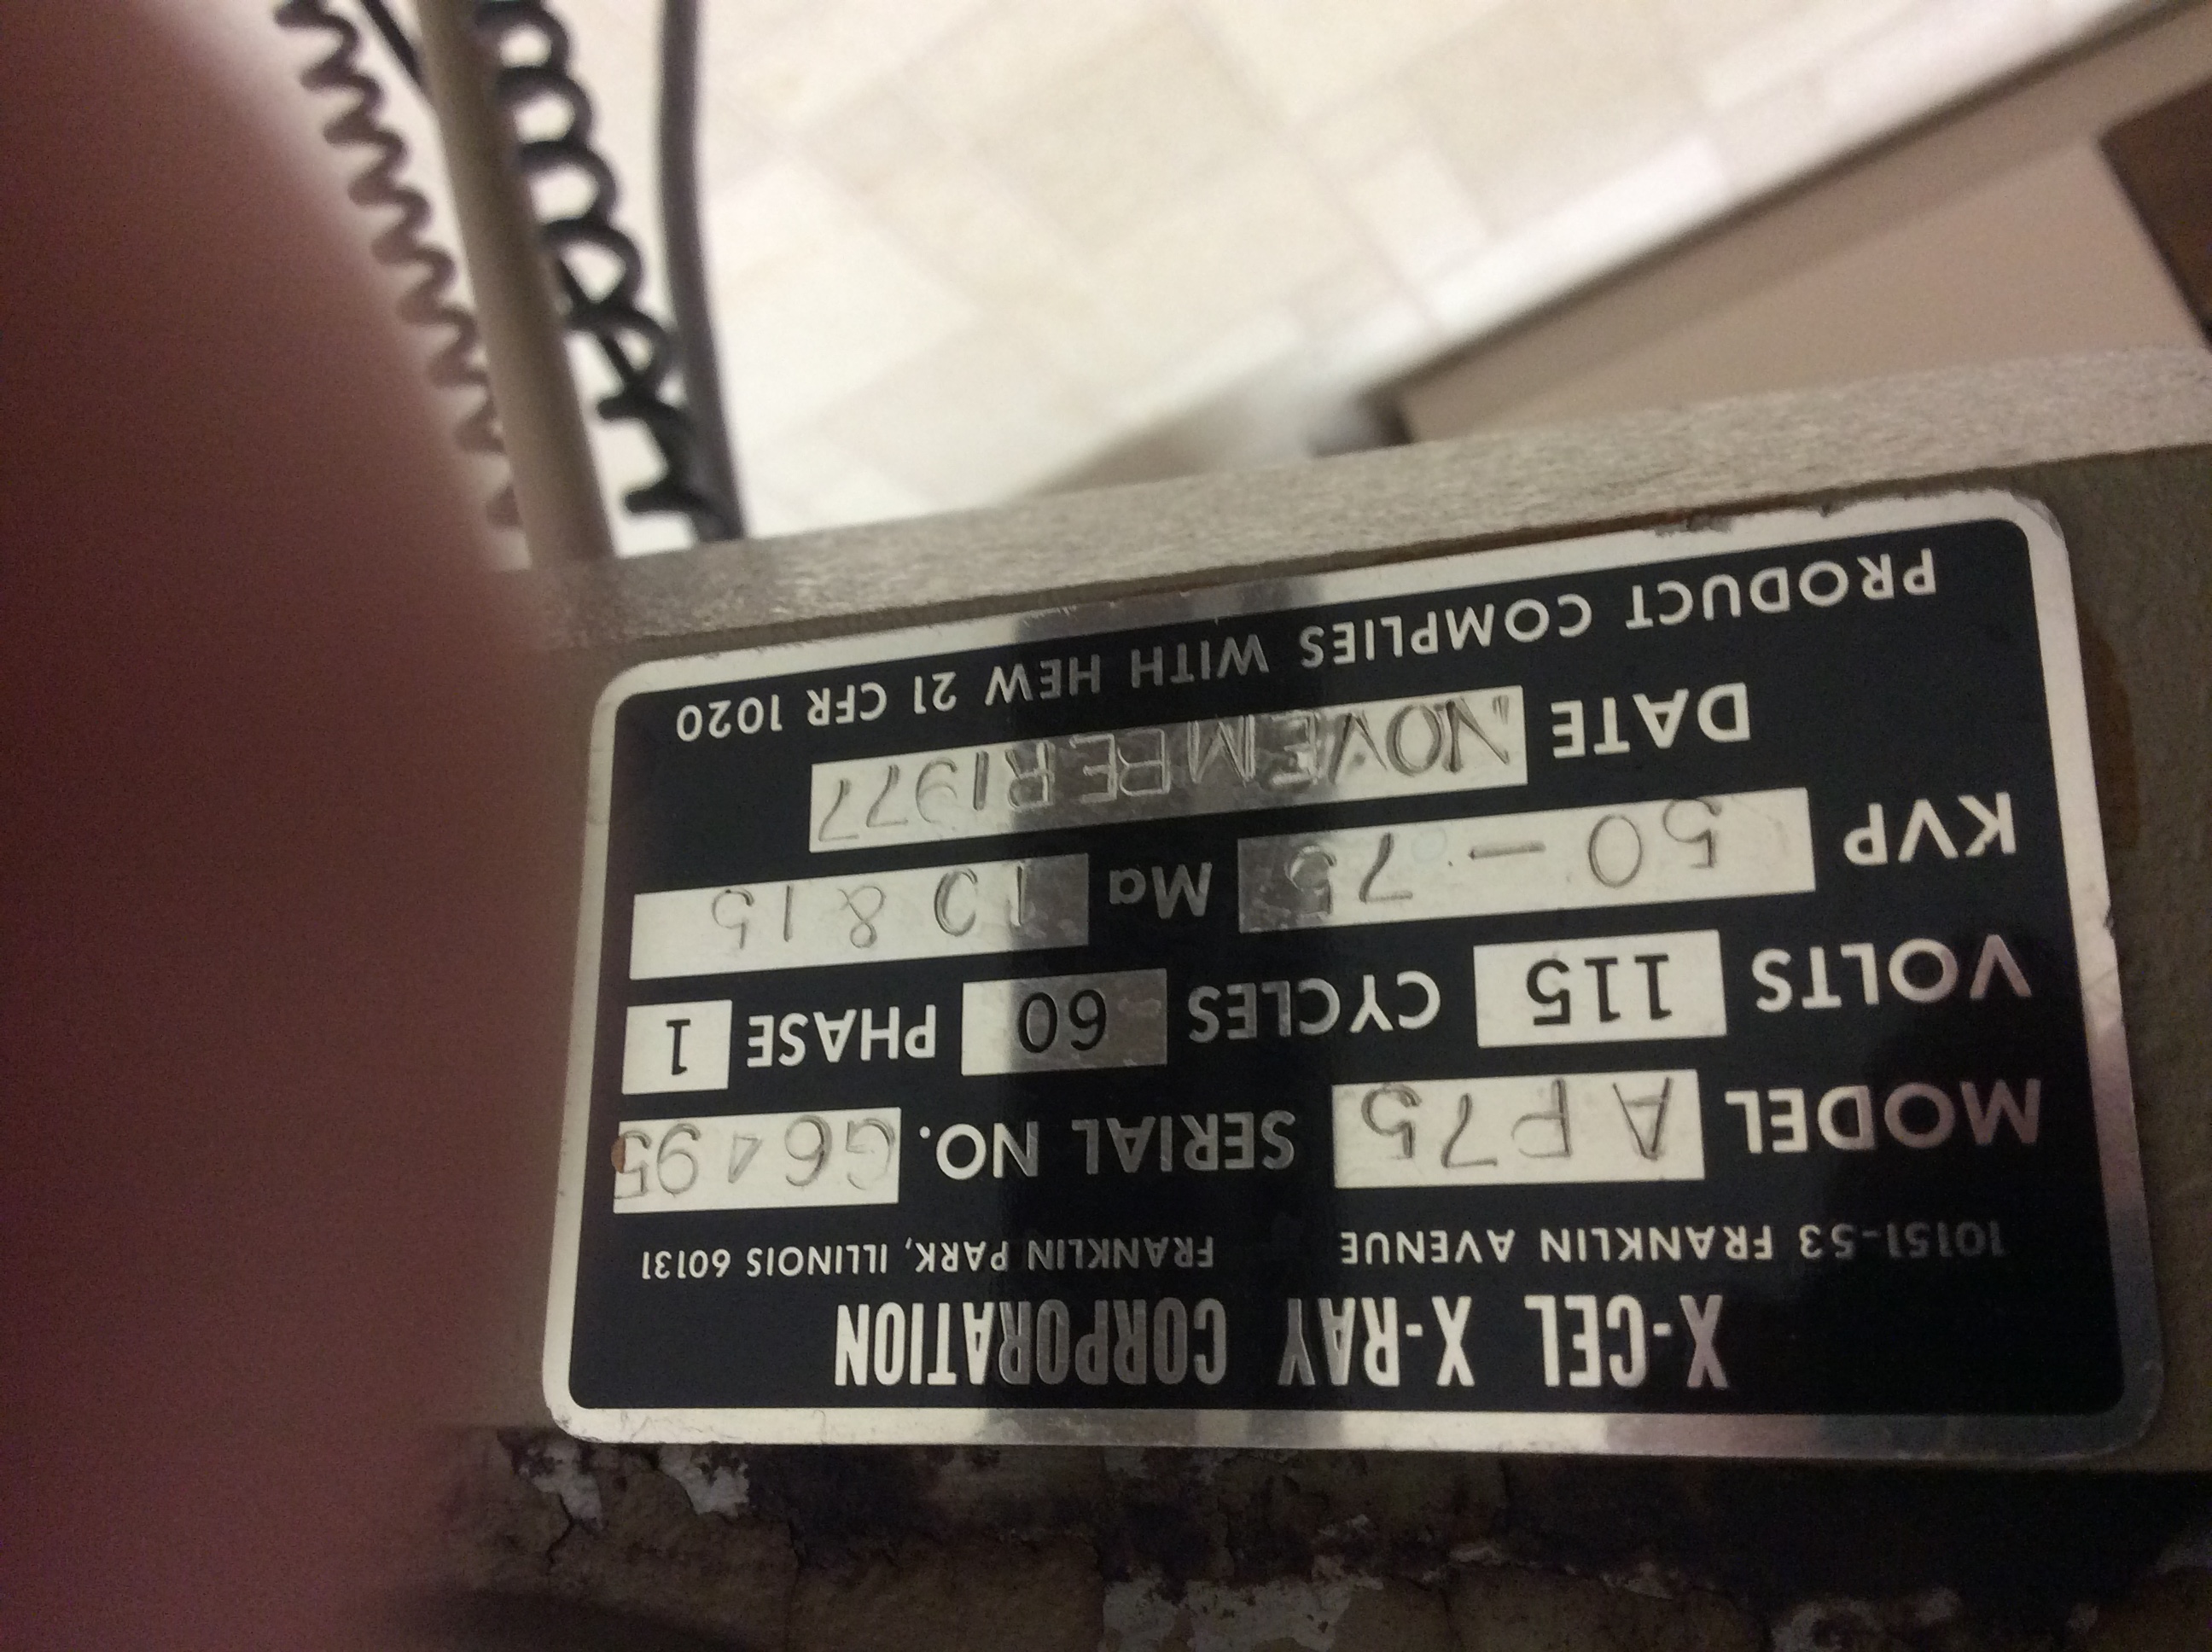 X-CEL X-RAY CORPORATION
10151-53 FRANKLIN AVENUE FRANKLIN PARK, ILLINOIS 60131
MODEL AP75 SERIAL NO. G6495
VOLTS 115 CYCLES 60 PHASE 1
KVP 50-75 Ma 10 & 15
DATE NOVEMBER 1977
PRODUCT COMPLIES WITH HEW 21 CFR 1020